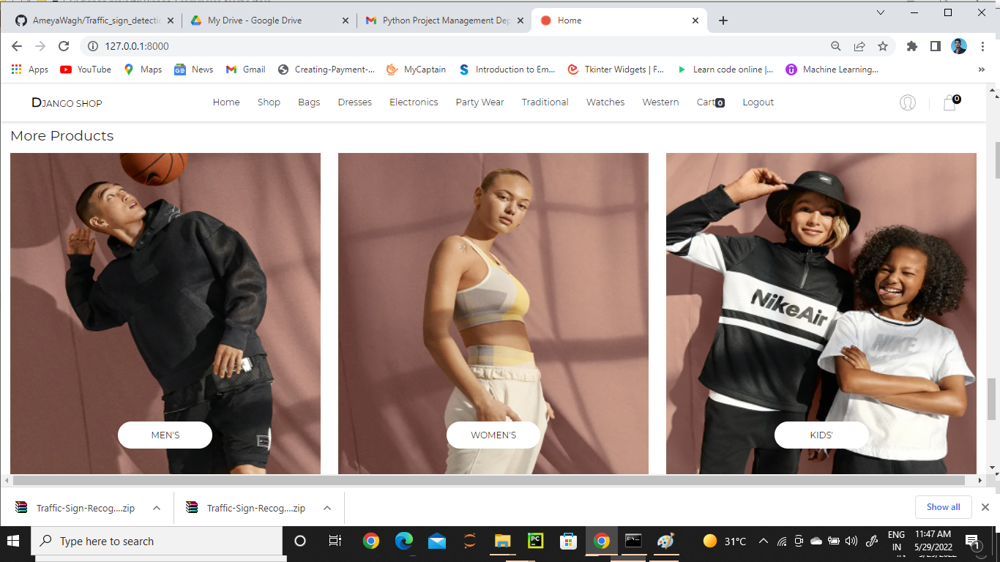 AmeyaWagh/Traffic_sign_detectic
My Drive - Google Drive
Python Project Management Dep
Home
127.0.0.1:8000
Apps
YouTube
Maps
News
Gmail
Creating-Payment-...
MyCaptain
Introduction to Em...
Tkinter Widgets | F...
Learn code online |...
Machine Learning...
»
DJANGO SHOP
Home
Shop
Bags
Dresses
Electronics
Party Wear
Traditional
Watches
Western
Cart 0
Logout
0
More Products
NikeAir
NIKE
MEN'S
WOMEN'S
KIDS'
Traffic-Sign-Recog....zip
Traffic-Sign-Recog....zip
Show all
Type here to search
PC
31°C
ENG
IN
11:47 AM
5/29/2022
1